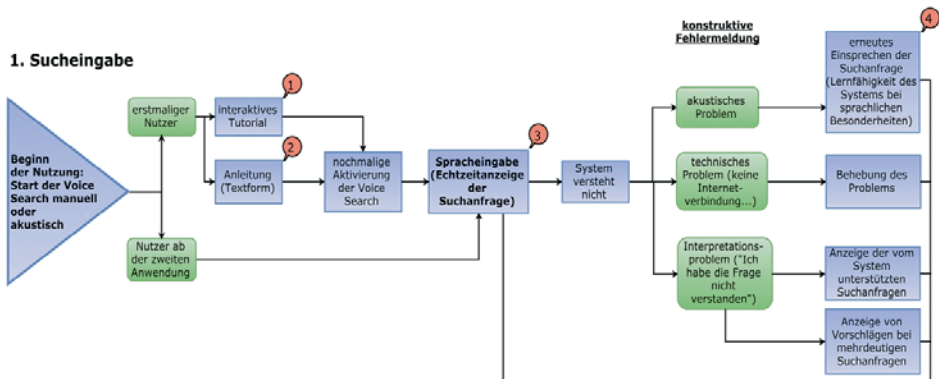 1. Sucheingabe
Beginn
der Nutzung:
Start der Voice
Search manuell
oder
akustisch
erstmaliger
Nutzer
Nutzer ab
der zweiten
Anwendung
1
interaktives
Tutorial
2
Anleitung
(Textform)
nochmalige
Aktivierung
der Voice
Search
3
Spracheingabe
(Echtzeitanzeige
der
Suchanfrage)
System
versteht
nicht
konstruktive
Fehlermeldung
akustisches
Problem
technisches
Problem (keine
Internet-
verbindung...)
Interpretations-
problem ("Ich
habe die Frage
nicht
verstanden")
4
erneutes
Einsprechen der
Suchanfrage
(Lernfähigkeit des
Systems bei
sprachlichen
Besonderheiten)
Behebung des
Problems
Anzeige der vom
System
unterstützten
Suchanfragen
Anzeige von
Vorschlägen bei
mehrdeutigen
Suchanfragen